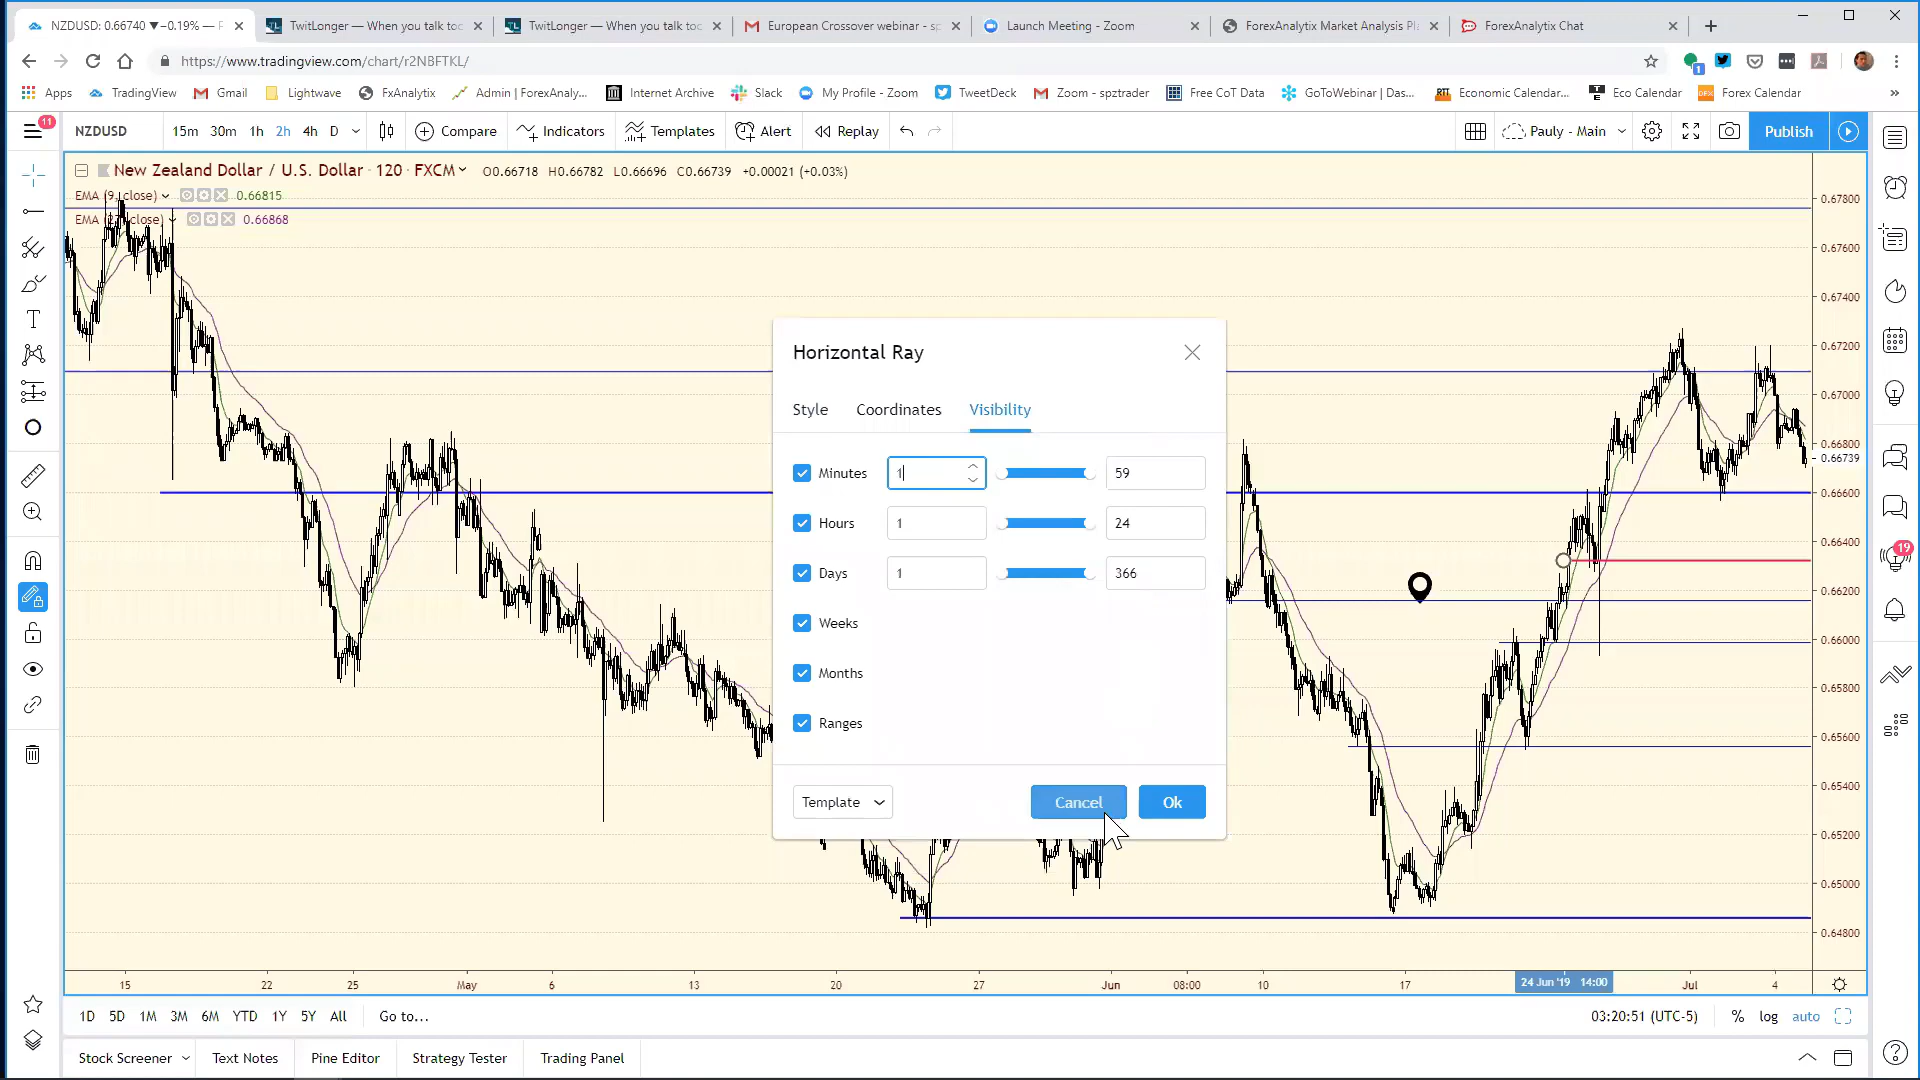 NZDUSD: 0.66740 ▼−0.19% — F
TwitLonger — When you talk too
TwitLonger — When you talk too
European Crossover webinar - sp
Launch Meeting - Zoom
ForexAnalytix Market Analysis Pl
ForexAnalytix Chat
https://www.tradingview.com/chart/r2NBFTKL/
1
Apps
TradingView
Gmail
Lightwave
FxAnalytix
Admin | ForexAnaly...
Internet Archive
Slack
My Profile - Zoom
TweetDeck
Zoom - spztrader
Free CoT Data
GoToWebinar | Das...
Economic Calendar...
Eco Calendar
Forex Calendar
»
11
NZDUSD
15m 30m 1h 2h 4h D
Compare
Indicators
Templates
Alert
Replay
Pauly - Main
Publish
New Zealand Dollar / U.S. Dollar · 120 · FXCM
O0.66718 H0.66782 L0.66696 C0.66739 +0.00021 (+0.03%)
EMA (9, close) 0.66815
EMA (27, close) 0.66868
0.67800
0.67600
0.67400
0.67200
0.67000
0.66800
0.66739
0.66600
0.66400
0.66200
0.66000
0.65800
0.65600
0.65400
0.65200
0.65000
0.64800
19
Horizontal Ray
Style Coordinates Visibility
Minutes 1 59
Hours 1 24
Days 1 366
Weeks
Months
Ranges
Template
Cancel
Ok
15 22 25 May 6 13 20 27 Jun 08:00 10 17 24 Jun '19 14:00 Jul 4
1D 5D 1M 3M 6M YTD 1Y 5Y All Go to...
03:20:51 (UTC-5) % log auto
Stock Screener
Text Notes
Pine Editor
Strategy Tester
Trading Panel